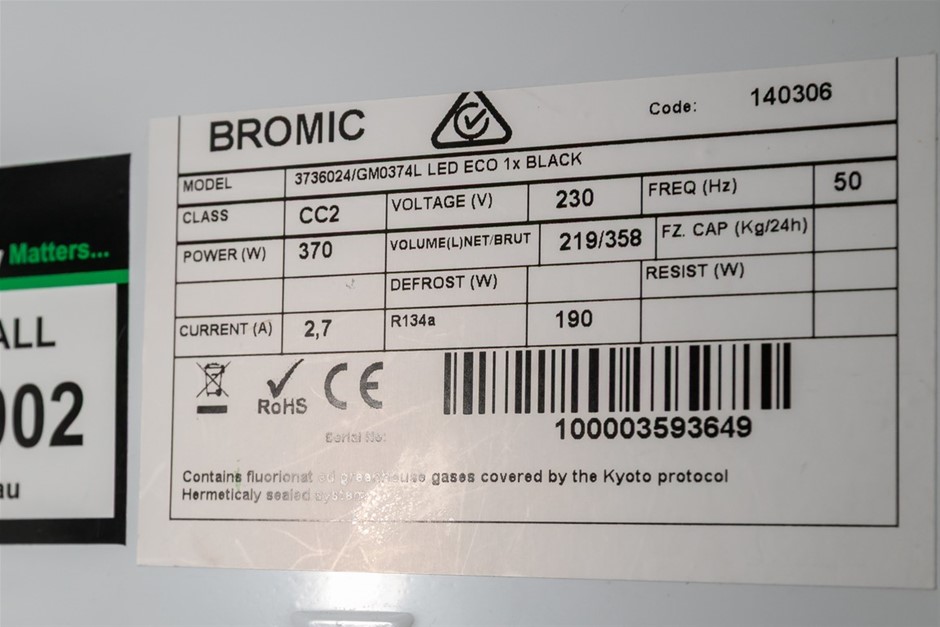 BROMIC Code: 140306
MODEL 3736024/GM0374L LED ECO 1x BLACK
CLASS CC2 VOLTAGE (V) 230 FREQ (Hz) 50
POWER (W) 370 VOLUME(L)NET/BRUT 219/358 FZ. CAP (Kg/24h)
DEFROST (W) RESIST (W)
CURRENT (A) 2,7 R134a 190
RoHS CE
Serial No:
100003593649
Contains fluorionated greenhouse gases covered by the Kyoto protocol
Hermeticaly sealed system
Matters...
ALL
002
au